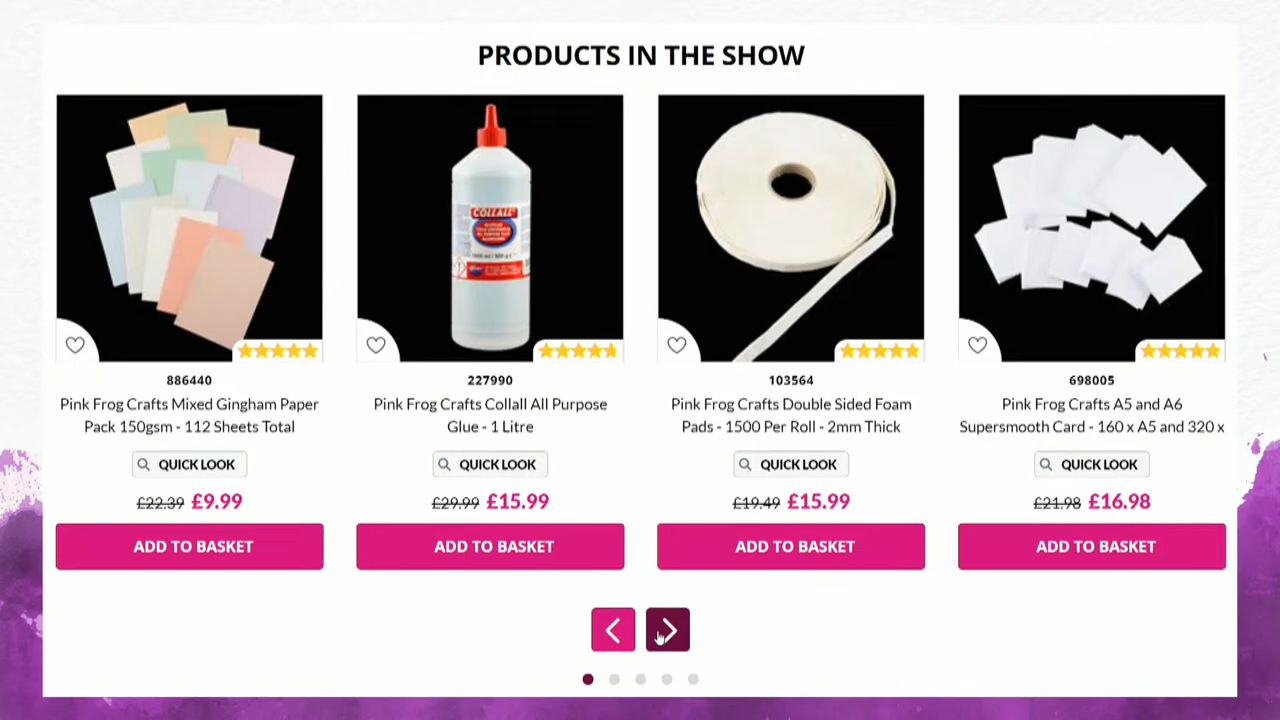 PRODUCTS IN THE SHOW
COLLALL
886440
Pink Frog Crafts Mixed Gingham Paper
Pack 150gsm - 112 Sheets Total
QUICK LOOK
£22.39 £9.99
ADD TO BASKET
227990
Pink Frog Crafts Collall All Purpose
Glue - 1 Litre
QUICK LOOK
£29.99 £15.99
ADD TO BASKET
103564
Pink Frog Crafts Double Sided Foam
Pads - 1500 Per Roll - 2mm Thick
QUICK LOOK
£19.49 £15.99
ADD TO BASKET
698005
Pink Frog Crafts A5 and A6
Supersmooth Card - 160 x A5 and 320 x
QUICK LOOK
£21.98 £16.98
ADD TO BASKET